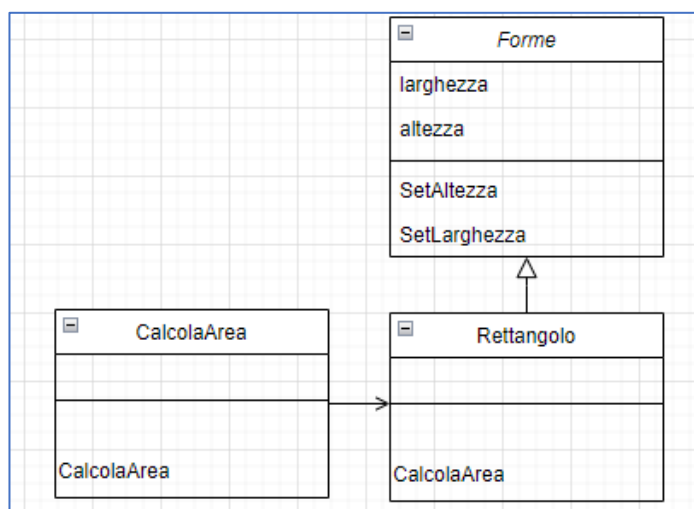 Forme
larghezza
altezza
SetAltezza
SetLarghezza
CalcolaArea
CalcolaArea
Rettangolo
CalcolaArea